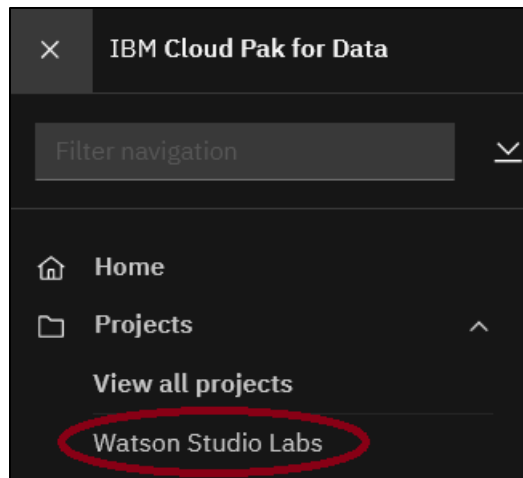 IBM Cloud Pak for Data
Filter navigation
Home
Projects
View all projects
Watson Studio Labs